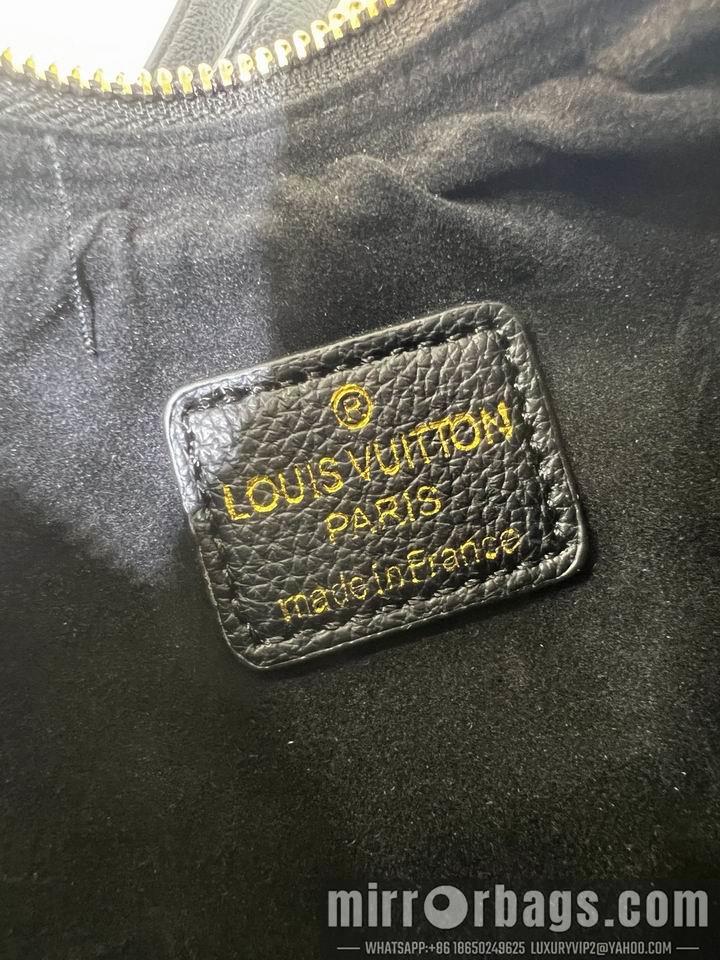 ®
LOUIS VUITTON
PARIS
made in France
mirrorbags.com
WHATSAPP:+86 18650249625 LUXURYVIP2@YAHOO.COM